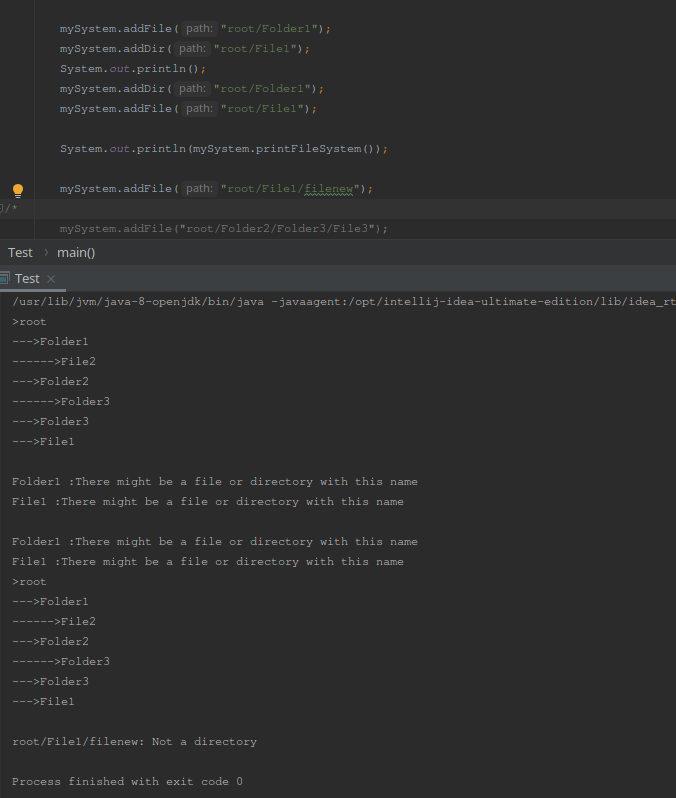 mySystem.addFile( path: "root/Folder1");
mySystem.addDir( path: "root/File1");
System.out.println();
mySystem.addDir( path: "root/Folder1");
mySystem.addFile( path: "root/File1");
System.out.println(mySystem.printFileSystem());
mySystem.addFile( path: "root/File1/filenew");
/*
mySystem.addFile("root/Folder2/Folder3/File3");
Test › main()
Test ×
/usr/lib/jvm/java-8-openjdk/bin/java -javaagent:/opt/intellij-idea-ultimate-edition/lib/idea_rt
>root
--->Folder1
------>File2
--->Folder2
------>Folder3
--->Folder3
--->File1
Folder1 :There might be a file or directory with this name
File1 :There might be a file or directory with this name
Folder1 :There might be a file or directory with this name
File1 :There might be a file or directory with this name
>root
--->Folder1
------>File2
--->Folder2
------>Folder3
--->Folder3
--->File1
root/File1/filenew: Not a directory
Process finished with exit code 0